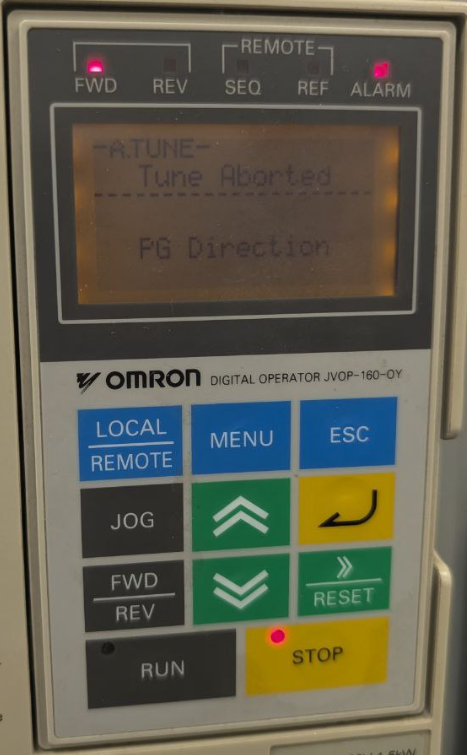 REMOTE
FWD REV SEQ REF ALARM
-A.TUNE-
Tune Aborted
PG Direction
OMRON DIGITAL OPERATOR JVOP-160-OY
LOCAL
REMOTE
MENU
ESC
JOG
FWD
REV
RESET
RUN
STOP